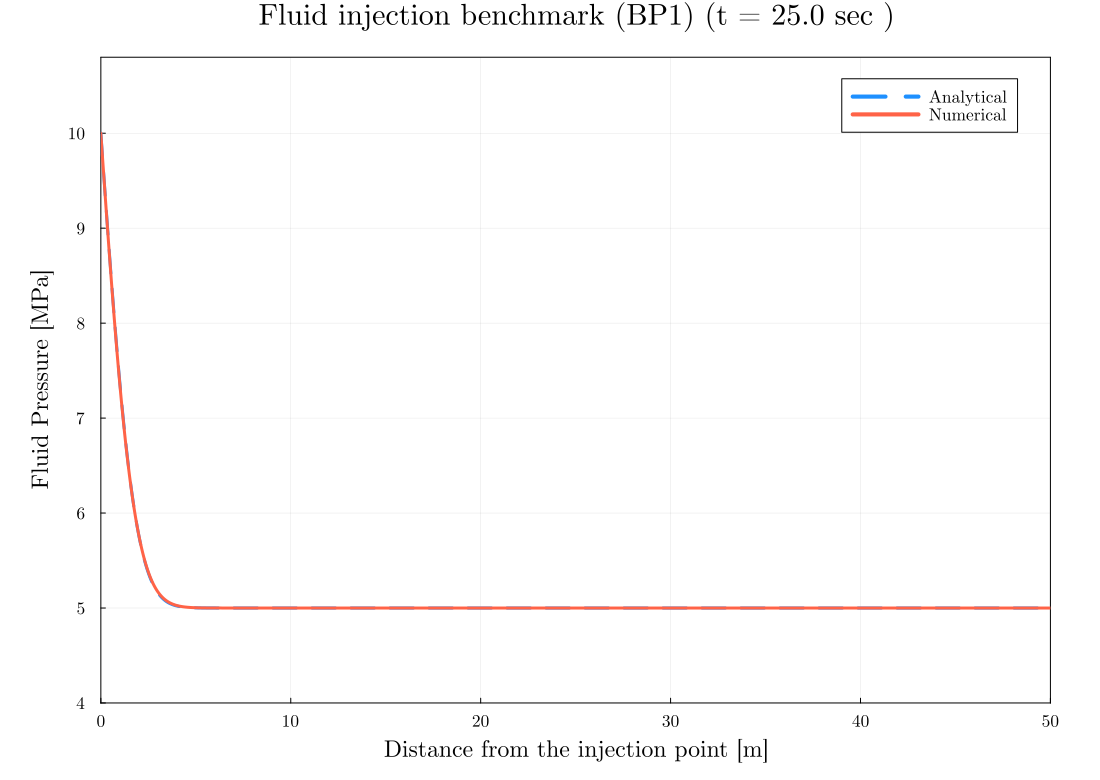 Fluid injection benchmark (BP1) (t = 25.0 sec )
Analytical
Numerical
Fluid Pressure [MPa]
10
9
8
7
6
5
4
0
10
20
30
40
50
Distance from the injection point [m]